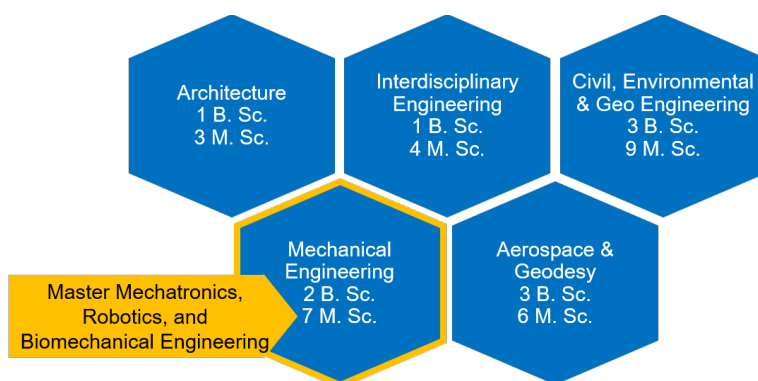 Architecture
1 B. Sc.
3 M. Sc.
Interdisciplinary
Engineering
1 B. Sc.
4 M. Sc.
Civil, Environmental
& Geo Engineering
3 B. Sc.
9 M. Sc.
Mechanical
Engineering
2 B. Sc.
7 M. Sc.
Aerospace &
Geodesy
3 B. Sc.
6 M. Sc.
Master Mechatronics,
Robotics, and
Biomechanical Engineering